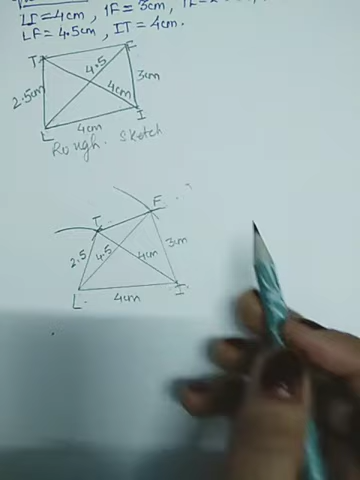 LI = 4cm, IF = 3cm,
LF = 4.5cm, IT = 4cm.
T F
4.5
2.5cm 4cm 3cm
L I
4cm
Rough. Sketch
F
T
2.5 4.5 4cm 3cm
L I
4cm